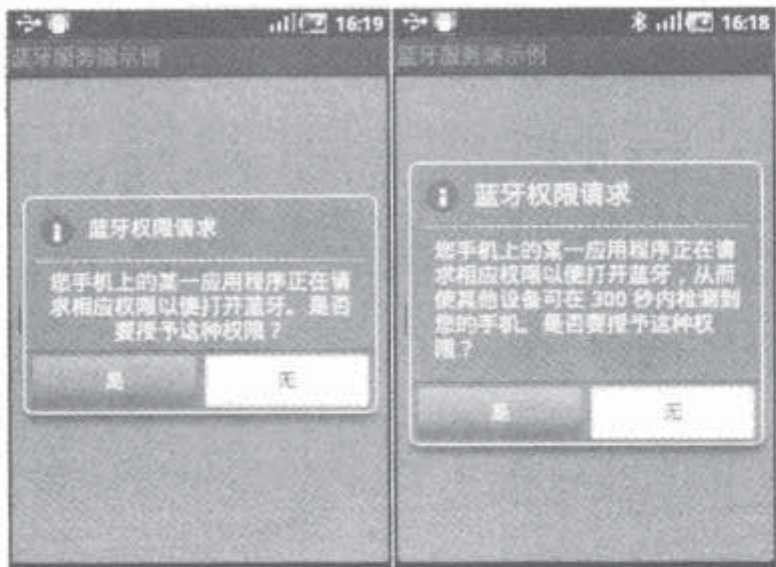 16:19
蓝牙服务端示例
蓝牙权限请求
您手机上的某一应用程序正在请
求相应权限以便打开蓝牙。是否
要授予这种权限？
是
无
16:18
蓝牙服务端示例
蓝牙权限请求
您手机上的某一应用程序正在请
求相应权限以便打开蓝牙，从而
使其他设备可在 300 秒内检测到
您的手机。是否要授予这种权
限？
是
无